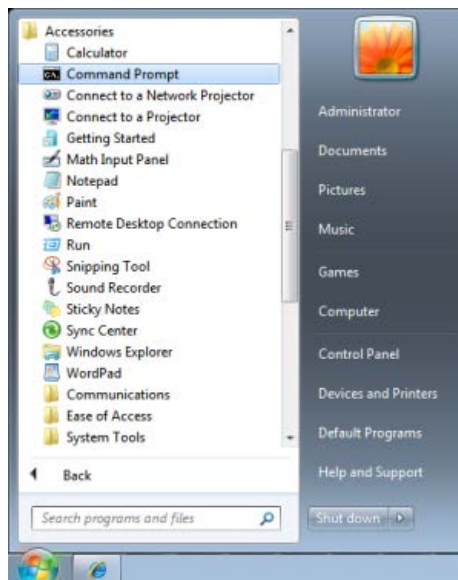 Accessories
Calculator
Command Prompt
Connect to a Network Projector
Connect to a Projector
Getting Started
Math Input Panel
Notepad
Paint
Remote Desktop Connection
Run
Snipping Tool
Sound Recorder
Sticky Notes
Sync Center
Windows Explorer
WordPad
Communications
Ease of Access
System Tools
Back
Search programs and files
Administrator
Documents
Pictures
Music
Games
Computer
Control Panel
Devices and Printers
Default Programs
Help and Support
Shut down